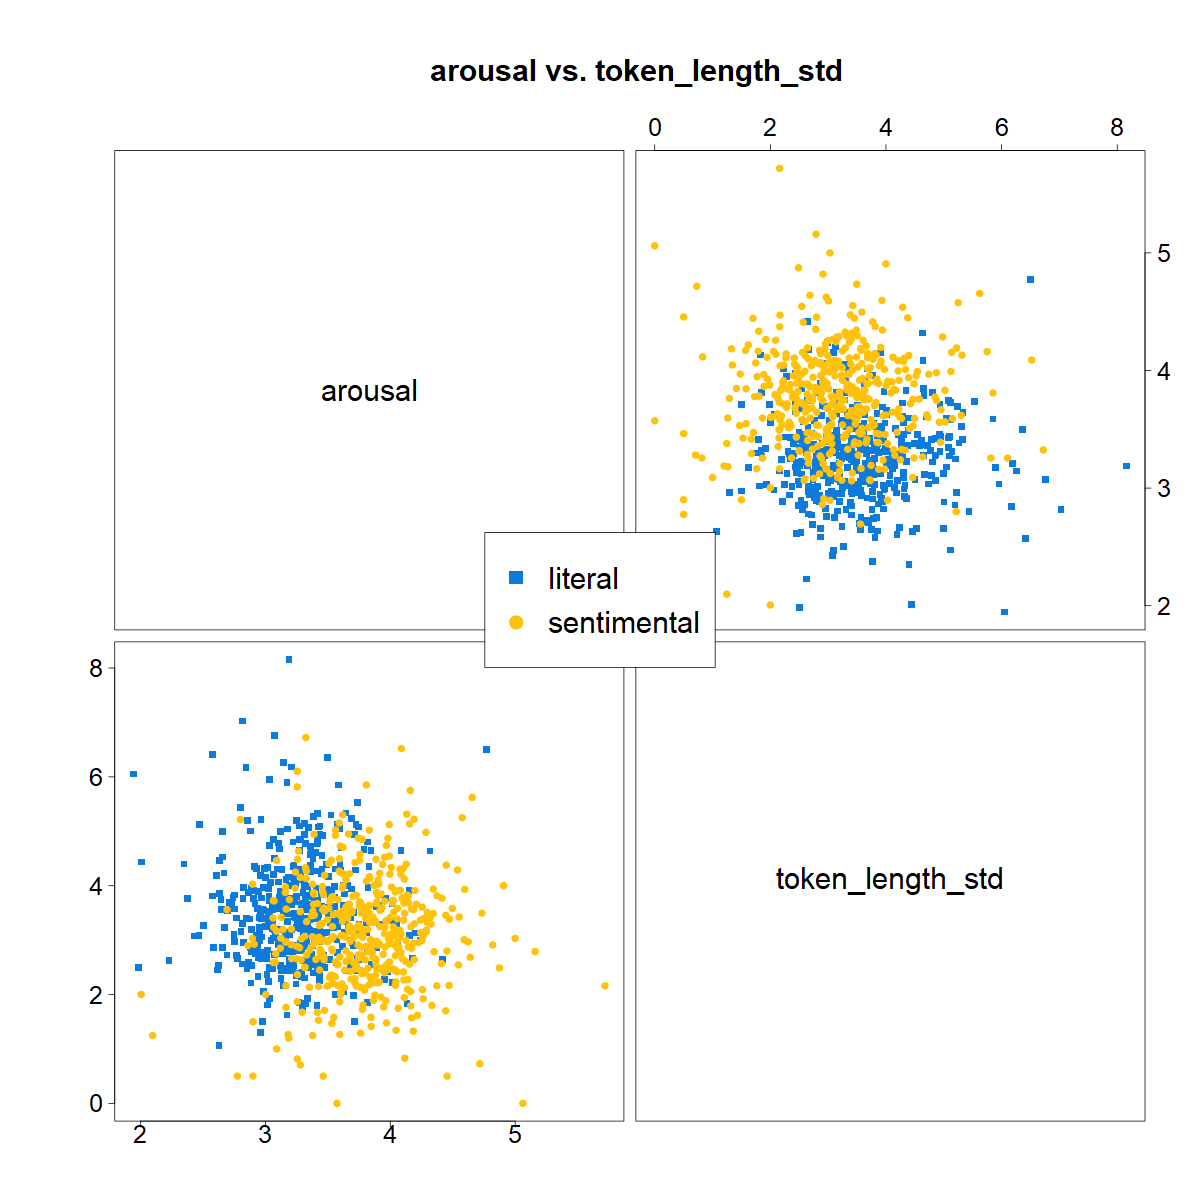 arousal vs. token_length_std
0 2 4 6 8
arousal
5
4
3
2
literal
sentimental
8
6
4
2
0
token_length_std
2 3 4 5